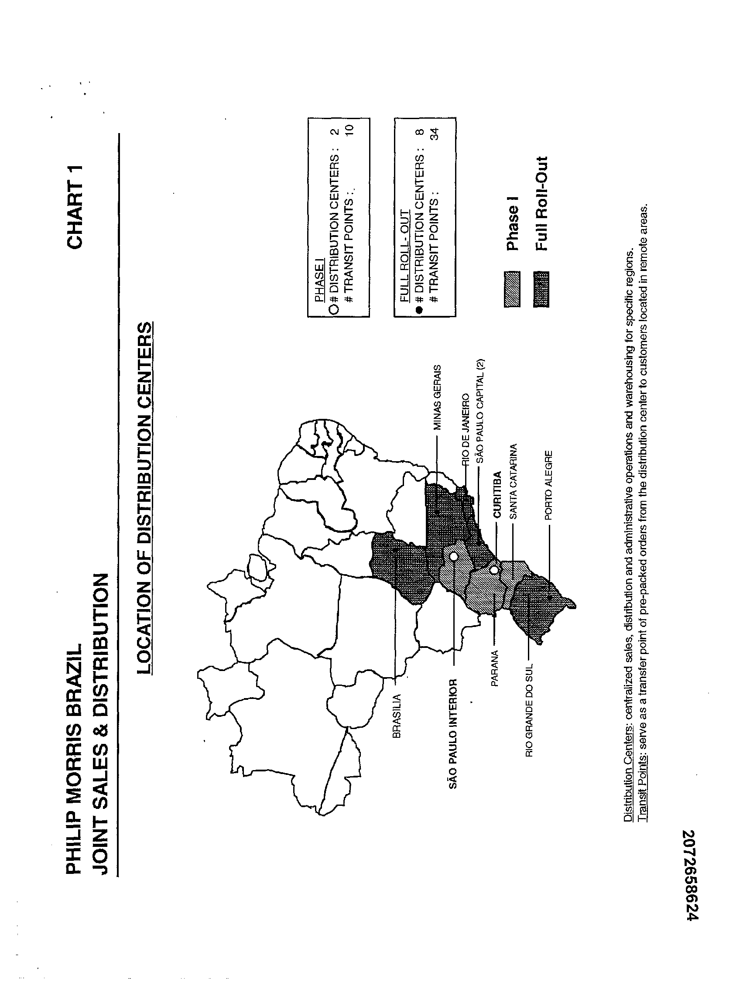 PHILIP MORRIS BRAZIL
JOINT SALES & DISTRIBUTION
CHART 1
LOCATION OF DISTRIBUTION CENTERS
PHASE I
# DISTRIBUTION CENTERS : 2
# TRANSIT POINTS : 10
FULL ROLL- OUT
# DISTRIBUTION CENTERS : 8
# TRANSIT POINTS : 34
Phase I
Full Roll-Out
BRASILIA
SÃO PAULO INTERIOR
PARANA
RIO GRANDE DO SUL
MINAS GERAIS
RIO DE JANEIRO
SÃO PAULO CAPITAL (2)
CURITIBA
SANTA CATARINA
PORTO ALEGRE
Distribution Centers: centralized sales, distribution and administrative operations and warehousing for specific regions.
Transit Points: serve as a transfer point of pre-packed orders from the distribution center to customers located in remote areas.
2072658624